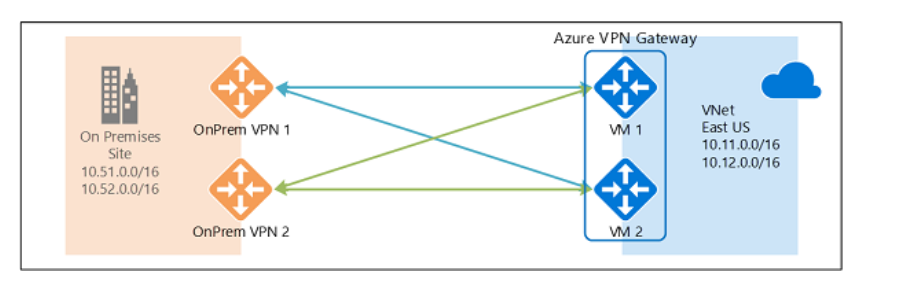 Azure VPN Gateway
On Premises
Site
10.51.0.0/16
10.52.0.0/16
OnPrem VPN 1
OnPrem VPN 2
VM 1
VM 2
VNet
East US
10.11.0.0/16
10.12.0.0/16